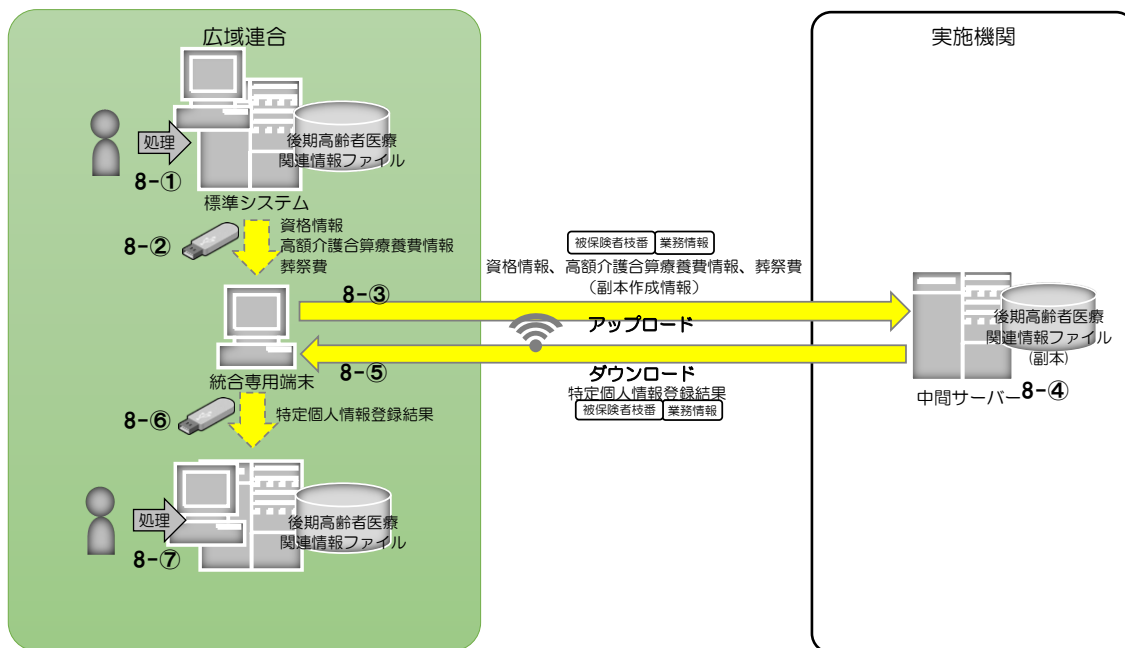 広域連合
実施機関
後期高齢者医療
関連情報ファイル
処理
8-①
標準システム
8-②
資格情報
高額介護合算療養費情報
葬祭費
被保険者枝番 業務情報
資格情報、高額介護合算療養費情報、葬祭費
（副本作成情報）
8-③
アップロード
後期高齢者医療
関連情報ファイル
(副本)
中間サーバー
8-④
統合専用端末
8-⑤
ダウンロード
特定個人情報登録結果
被保険者枝番 業務情報
8-⑥
特定個人情報登録結果
処理
8-⑦
後期高齢者医療
関連情報ファイル